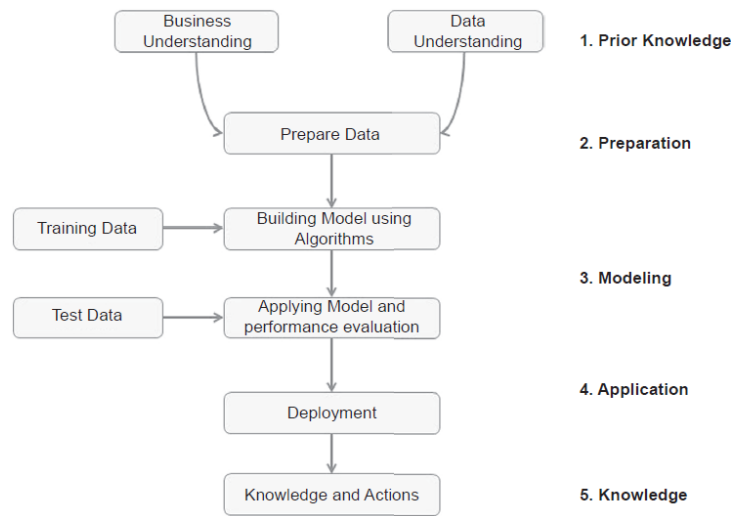 Business
Understanding
Data
Understanding
1. Prior Knowledge
Prepare Data
2. Preparation
Training Data
Building Model using
Algorithms
3. Modeling
Test Data
Applying Model and
performance evaluation
4. Application
Deployment
Knowledge and Actions
5. Knowledge